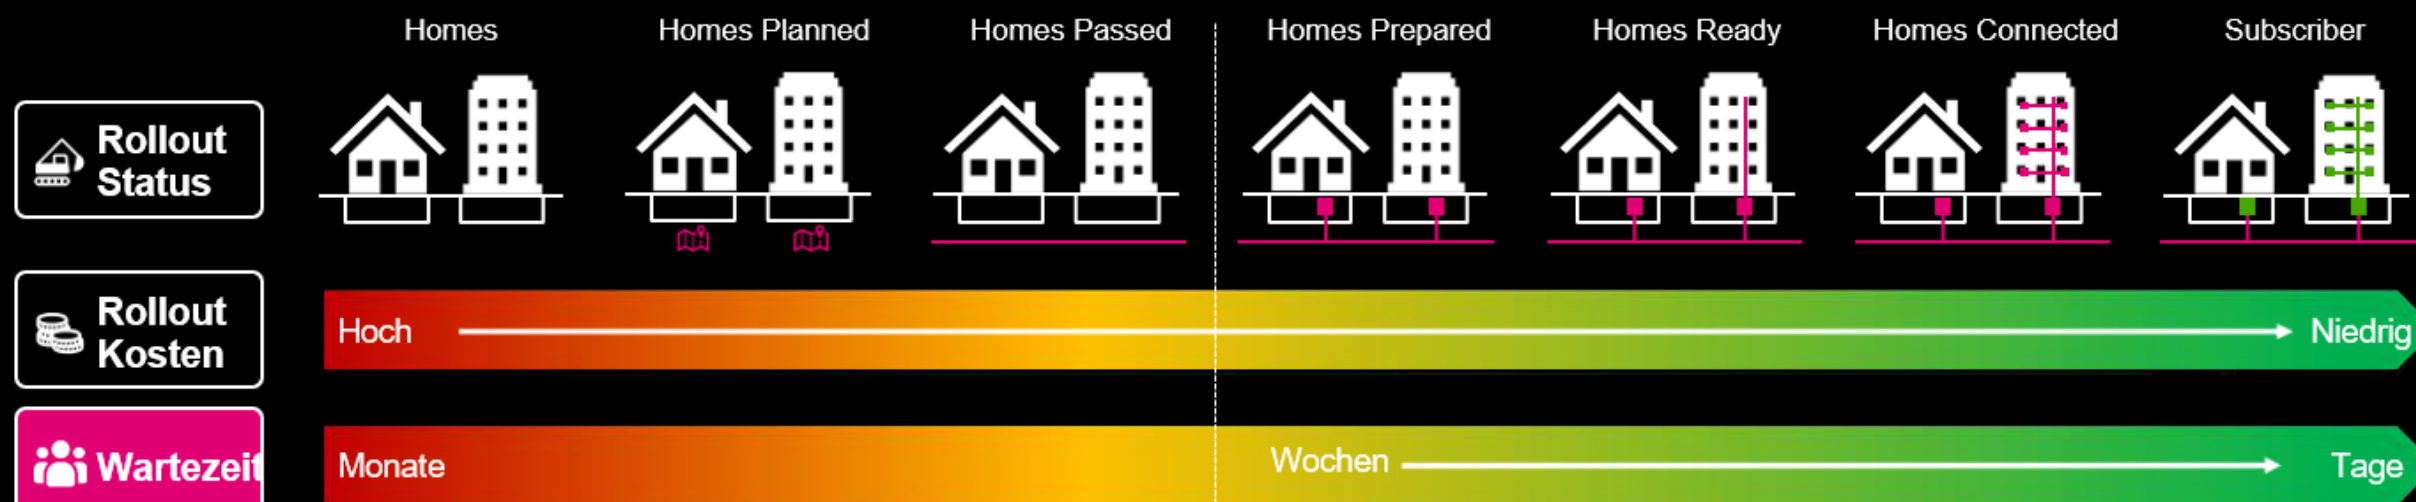 Homes
Homes Planned
Homes Passed
Homes Prepared
Homes Ready
Homes Connected
Subscriber
Rollout
Status
Rollout
Kosten
Hoch
Niedrig
Wartezeit
Monate
Wochen
Tage